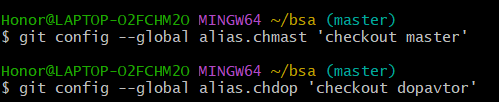 Honor@LAPTOP-O2FCHM2O MINGW64 ~/bsa (master)
$ git config --global alias.chmast 'checkout master'
Honor@LAPTOP-O2FCHM2O MINGW64 ~/bsa (master)
$ git config --global alias.chdop 'checkout dopavtor'